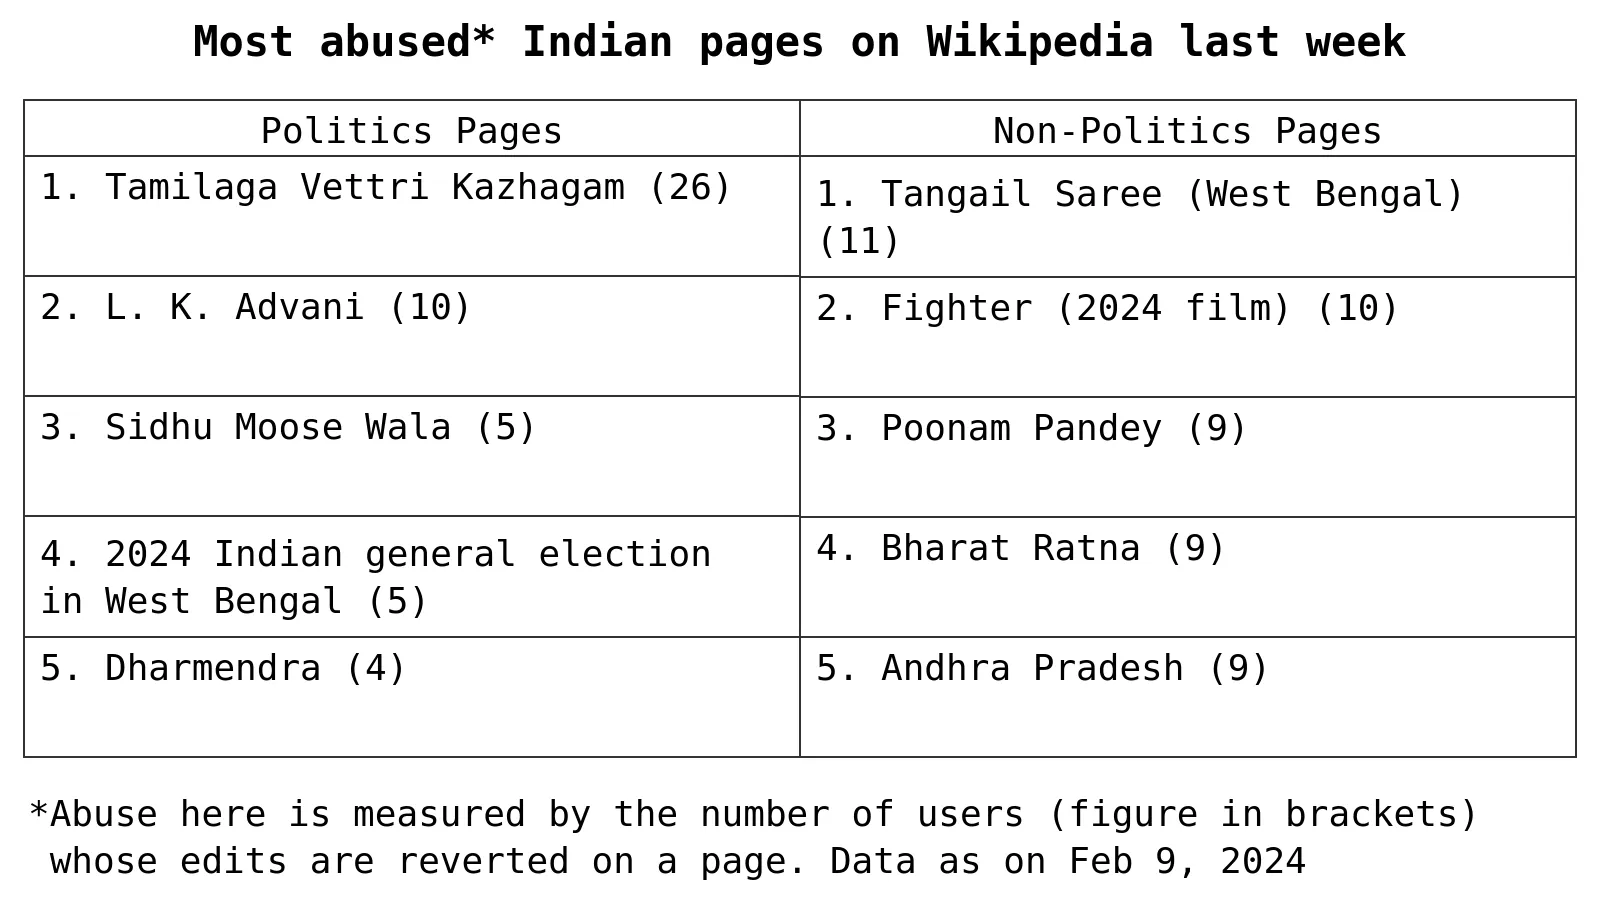 Most abused* Indian pages on Wikipedia last week
Politics Pages
Non-Politics Pages
1. Tamilaga Vettri Kazhagam (26)
1. Tangail Saree (West Bengal)
(11)
2. L. K. Advani (10)
2. Fighter (2024 film) (10)
3. Sidhu Moose Wala (5)
3. Poonam Pandey (9)
4. 2024 Indian general election
in West Bengal (5)
4. Bharat Ratna (9)
5. Dharmendra (4)
5. Andhra Pradesh (9)
*Abuse here is measured by the number of users (figure in brackets)
whose edits are reverted on a page. Data as on Feb 9, 2024